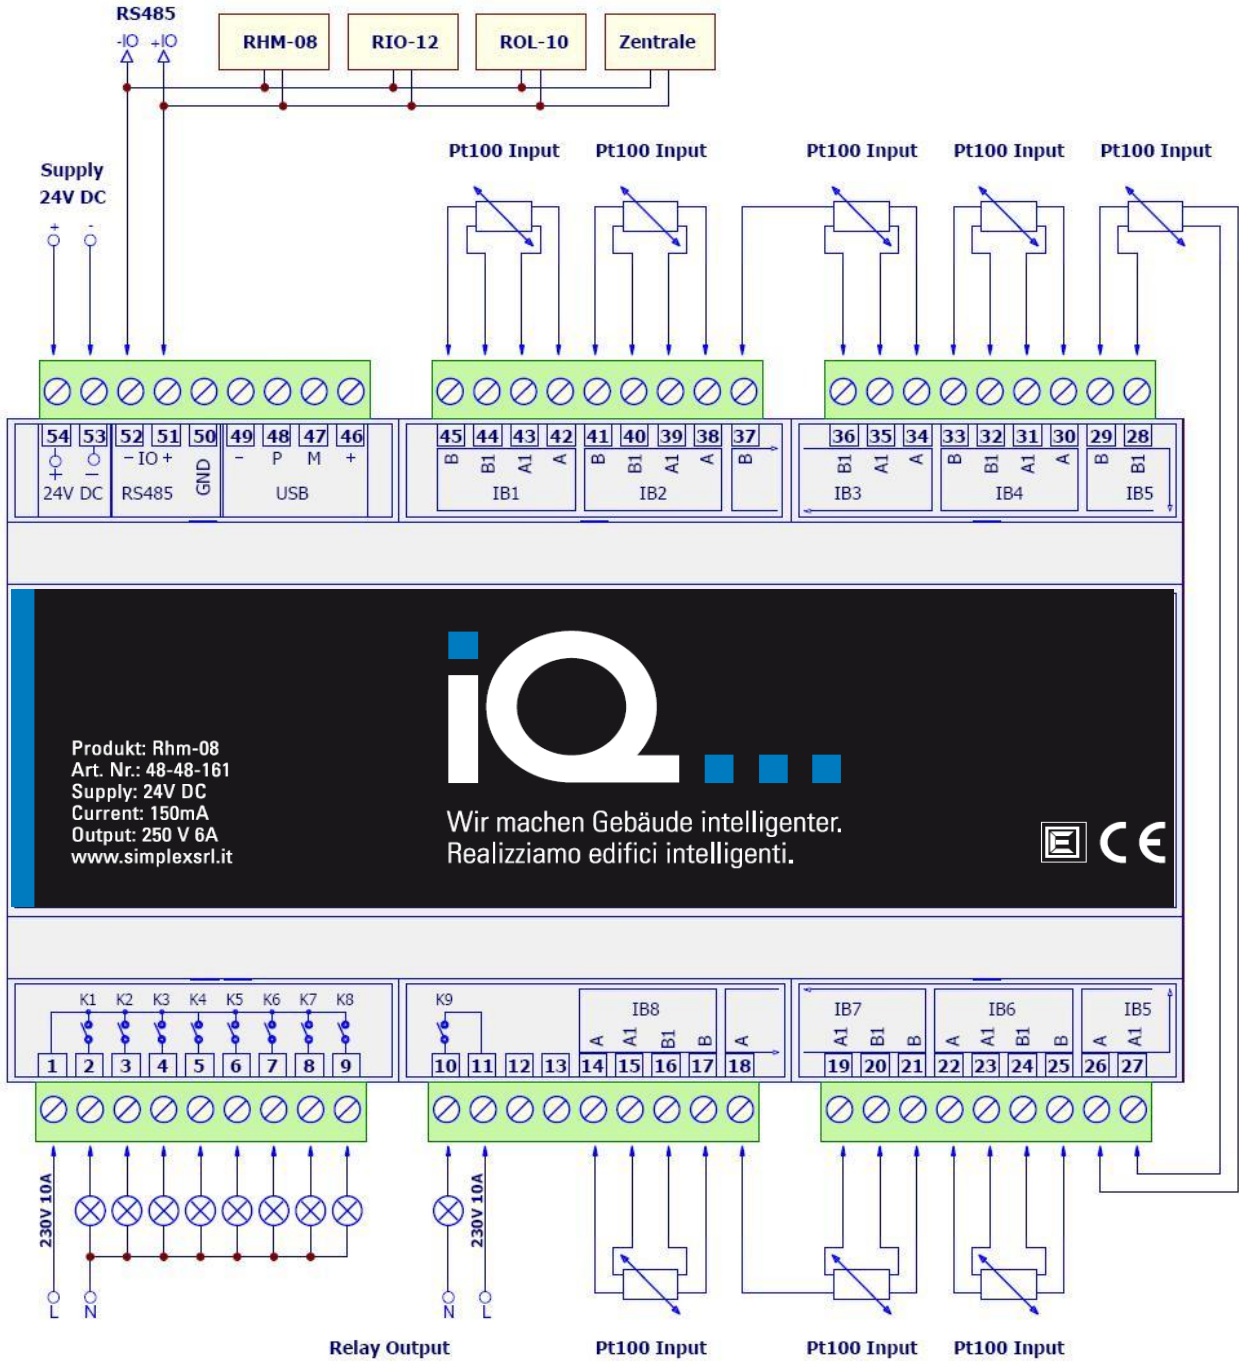 RS485
-IO +IO
RHM-08 RIO-12 ROL-10 Zentrale
Supply
24V DC
+ -
Pt100 Input Pt100 Input Pt100 Input Pt100 Input Pt100 Input
54 53 52 51 50 49 48 47 46
+ - - IO + GND - P M +
24V DC RS485 USB
45 44 43 42 41 40 39 38 37
B B1 A1 A B B1 A1 A B
IB1 IB2
36 35 34 33 32 31 30 29 28
B1 A1 A B B1 A1 A B B1
IB3 IB4 IB5
iQ...
Produkt: Rhm-08
Art. Nr.: 48-48-161
Supply: 24V DC
Current: 150mA
Output: 250 V 6A
www.simplexsrl.it
Wir machen Gebäude intelligenter.
Realizziamo edifici intelligenti.
E CE
K1 K2 K3 K4 K5 K6 K7 K8
1 2 3 4 5 6 7 8 9
K9 IB8
A A1 B1 B A
10 11 12 13 14 15 16 17 18
IB7 IB6 IB5
A1 B1 B A A1 B1 B A A1
19 20 21 22 23 24 25 26 27
230V 10A
L N
230V 10A
N L
Relay Output Pt100 Input Pt100 Input Pt100 Input